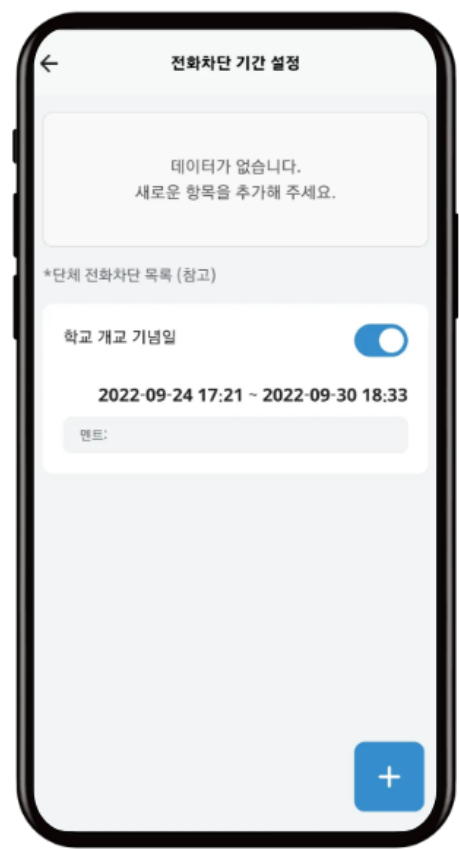 전화차단 기간 설정
데이터가 없습니다.
새로운 항목을 추가해 주세요.
*단체 전화차단 목록 (참고)
학교 개교 기념일
2022-09-24 17:21 ~ 2022-09-30 18:33
멘트: